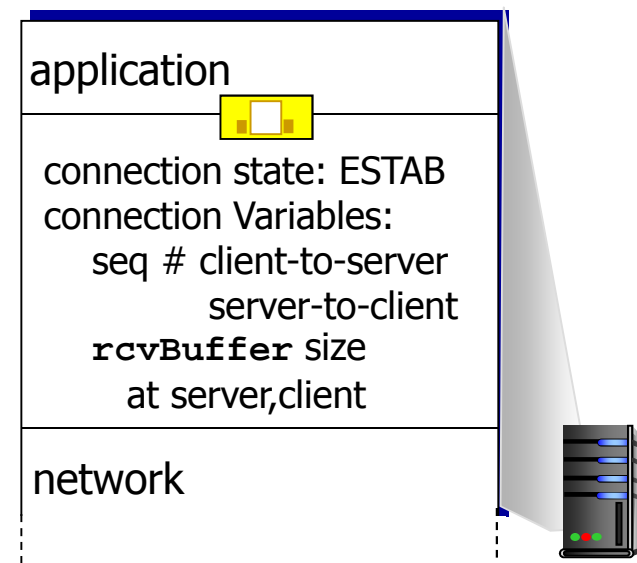 application
connection state: ESTAB
connection Variables:
seq # client-to-server
server-to-client
rcvBuffer size
at server,client
network